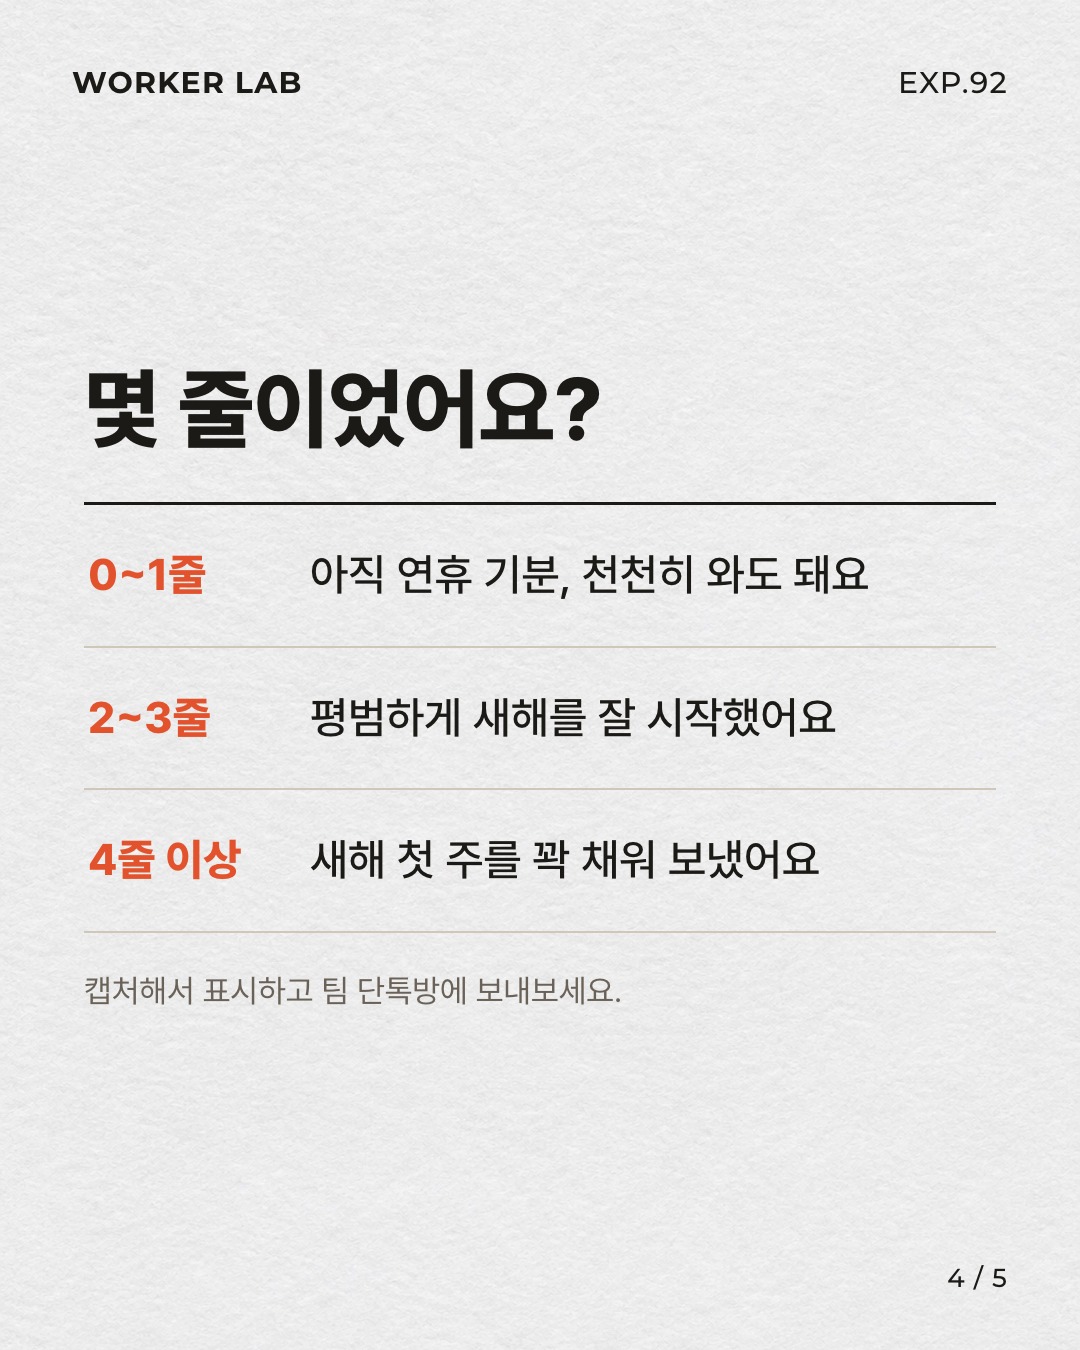 WORKER LAB
EXP.92
몇 줄이었어요?
0~1줄 아직 연휴 기분, 천천히 와도 돼요
2~3줄 평범하게 새해를 잘 시작했어요
4줄 이상 새해 첫 주를 꽉 채워 보냈어요
캡처해서 표시하고 팀 단톡방에 보내보세요.
4 / 5